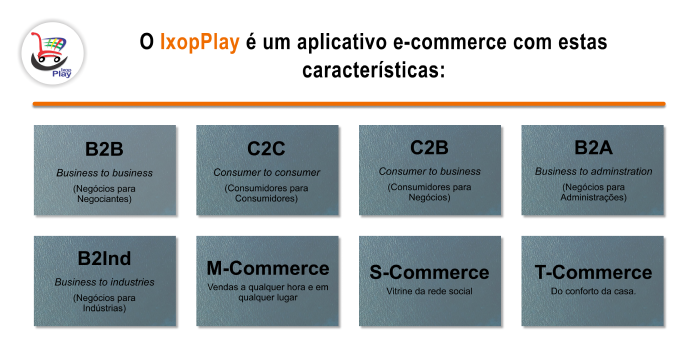 O IxopPlay é um aplicativo e-commerce com estas
características:
Play
B2B
Business to business
(Negócios para
Negociantes)
C2C
Consumer to consumer
(Consumidores para
Consumidores)
C2B
Consumer to business
(Consumidores para
Negócios)
B2A
Business to adminstration
(Negócios para
Administrações)
B2Ind
Business to industries
(Negócios para
Indústrias)
M-Commerce
Vendas a qualquer hora e em
qualquer lugar
S-Commerce
Vitrine da rede social
T-Commerce
Do conforto da casa.